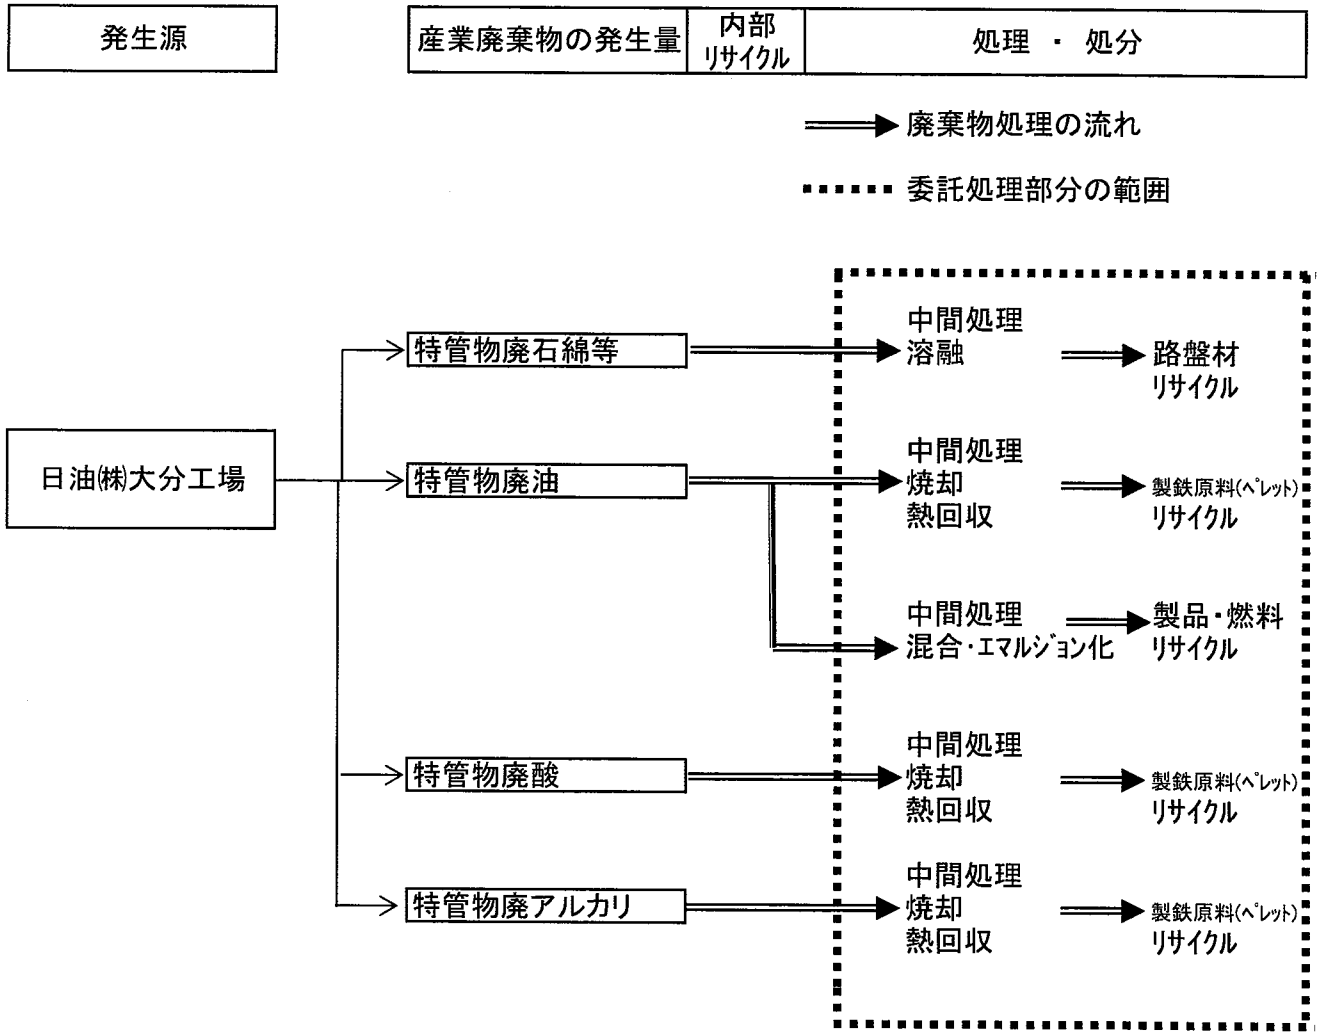 発生源
産業廃棄物の発生量
内部
リサイクル
処理 ・ 処分
廃棄物処理の流れ
委託処理部分の範囲
日油㈱大分工場
特管物廃石綿等
中間処理
溶融
路盤材
リサイクル
特管物廃油
中間処理
焼却
熱回収
製鉄原料(ペレット)
リサイクル
中間処理
混合・エマルジョン化
製品・燃料
リサイクル
特管物廃酸
中間処理
焼却
熱回収
製鉄原料(ペレット)
リサイクル
特管物廃アルカリ
中間処理
焼却
熱回収
製鉄原料(ペレット)
リサイクル